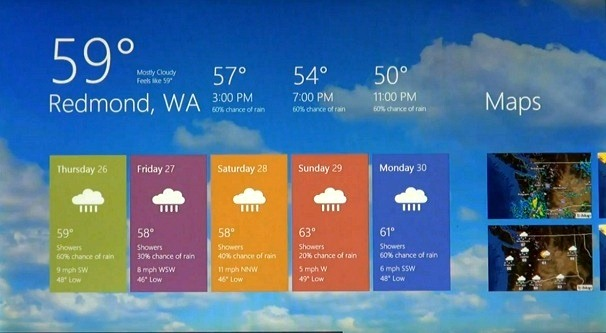 59°
Mostly Cloudy
Feels like 59°
Redmond, WA
57°
3:00 PM
60% chance of rain
54°
7:00 PM
60% chance of rain
50°
11:00 PM
60% chance of rain
Maps
Thursday 26
59°
Showers
60% chance of rain
9 mph SW
48° Low
Friday 27
58°
Showers
30% chance of rain
8 mph WSW
46° Low
Saturday 28
58°
Showers
40% chance of rain
11 mph NNW
46° Low
Sunday 29
63°
Showers
20% chance of rain
5 mph W
49° Low
Monday 30
61°
Showers
60% chance of rain
6 mph SSW
48° Low